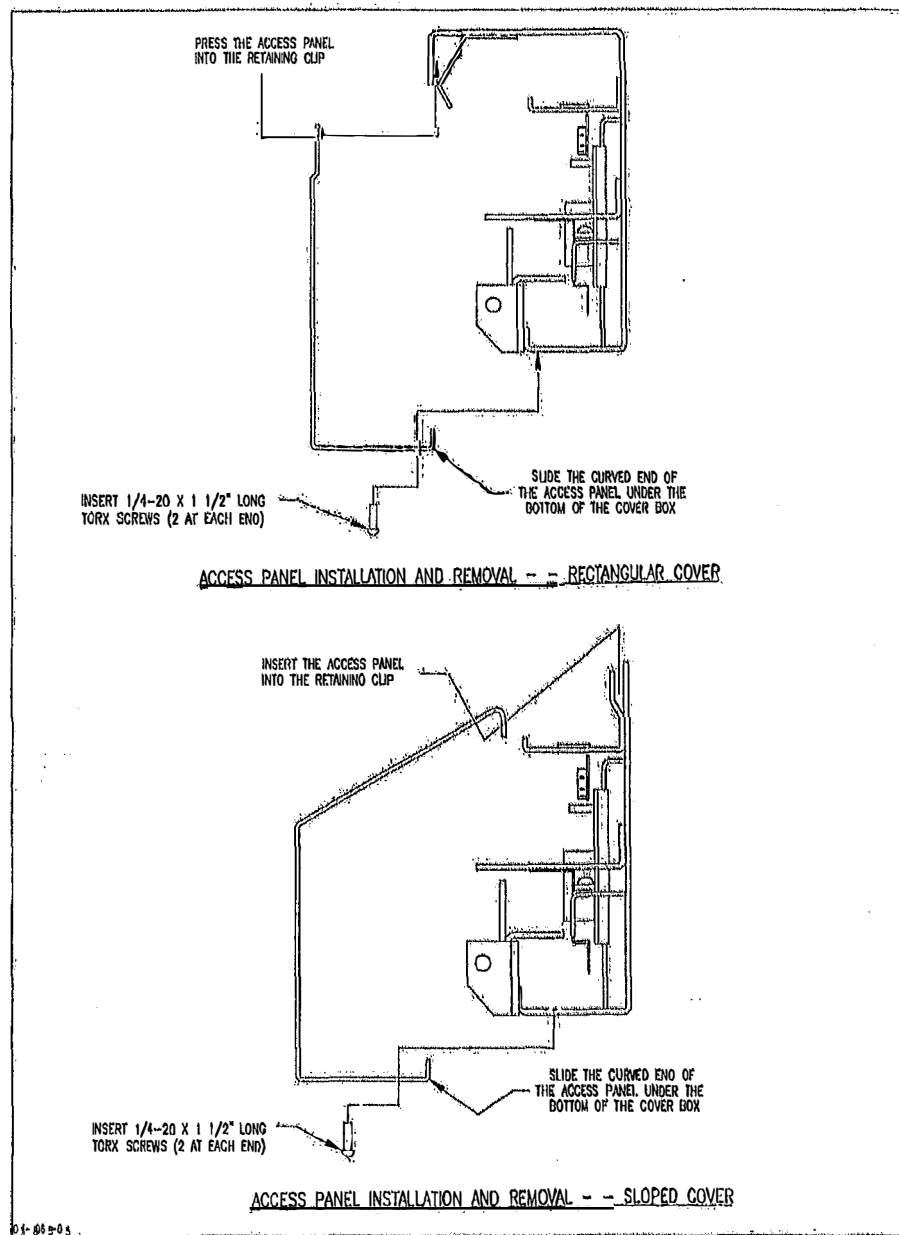 PRESS THE ACCESS PANEL
INTO THE RETAINING CLIP
SLIDE THE CURVED END OF
THE ACCESS PANEL UNDER THE
BOTTOM OF THE COVER BOX
INSERT 1/4-20 X 1 1/2" LONG
TORX SCREWS (2 AT EACH END)
ACCESS PANEL INSTALLATION AND REMOVAL - - RECTANGULAR COVER
INSERT THE ACCESS PANEL
INTO THE RETAINING CLIP
SLIDE THE CURVED END OF
THE ACCESS PANEL UNDER THE
BOTTOM OF THE COVER BOX
INSERT 1/4-20 X 1 1/2" LONG
TORX SCREWS (2 AT EACH END)
ACCESS PANEL INSTALLATION AND REMOVAL - - SLOPED COVER